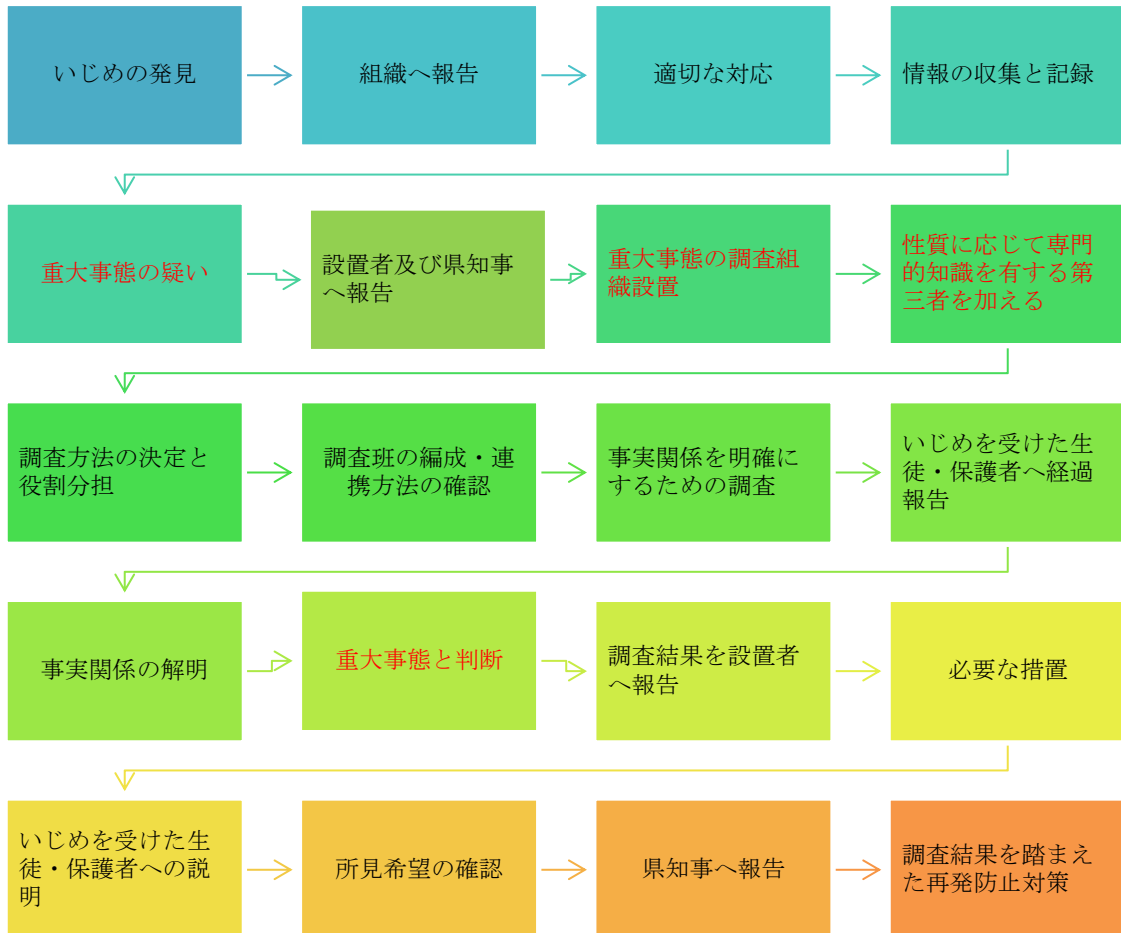 いじめの発見
組織へ報告
適切な対応
情報の収集と記録
重大事態の疑い
設置者及び県知事
へ報告
重大事態の調査組
織設置
性質に応じて専門
的知識を有する第
三者を加える
調査方法の決定と
役割分担
調査班の編成・連
携方法の確認
事実関係を明確に
するための調査
いじめを受けた生
徒・保護者へ経過
報告
事実関係の解明
重大事態と判断
調査結果を設置者
へ報告
必要な措置
いじめを受けた生
徒・保護者への説
明
所見希望の確認
県知事へ報告
調査結果を踏まえ
た再発防止対策